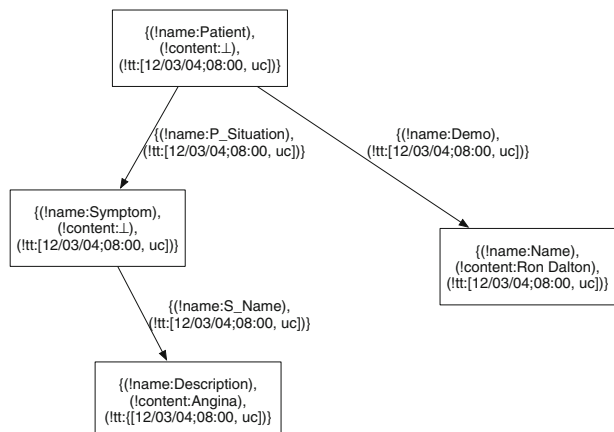 {(!name:Patient),
(!content:⊥),
(!tt:[12/03/04;08:00, uc])}
{(!name:P_Situation),
(!tt:[12/03/04;08:00, uc])}
{(!name:Demo),
(!tt:[12/03/04;08:00, uc])}
{(!name:Symptom),
(!content:⊥),
(!tt:[12/03/04;08:00, uc])}
{(!name:Name),
(!content:Ron Dalton),
(!tt:[12/03/04;08:00, uc])}
{(!name:S_Name),
(!tt:[12/03/04;08:00, uc])}
{(!name:Description),
(!content:Angina),
(!tt:{[12/03/04;08:00, uc])}